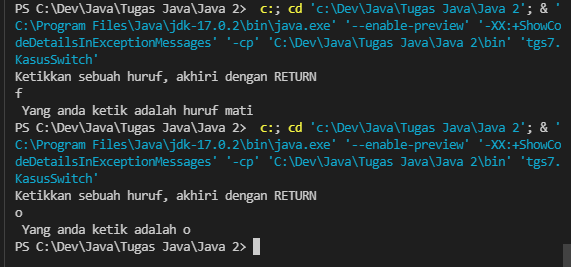 PS C:\Dev\Java\Tugas Java\Java 2>  c:; cd 'c:\Dev\Java\Tugas Java\Java 2'; & '
C:\Program Files\Java\jdk-17.0.2\bin\java.exe' '--enable-preview' '-XX:+ShowCo
deDetailsInExceptionMessages' '-cp' 'C:\Dev\Java\Tugas Java\Java 2\bin' 'tgs7.
KasusSwitch'
Ketikkan sebuah huruf, akhiri dengan RETURN
f
 Yang anda ketik adalah huruf mati
PS C:\Dev\Java\Tugas Java\Java 2>  c:; cd 'c:\Dev\Java\Tugas Java\Java 2'; & '
C:\Program Files\Java\jdk-17.0.2\bin\java.exe' '--enable-preview' '-XX:+ShowCo
deDetailsInExceptionMessages' '-cp' 'C:\Dev\Java\Tugas Java\Java 2\bin' 'tgs7.
KasusSwitch'
Ketikkan sebuah huruf, akhiri dengan RETURN
o
 Yang anda ketik adalah o
PS C:\Dev\Java\Tugas Java\Java 2>